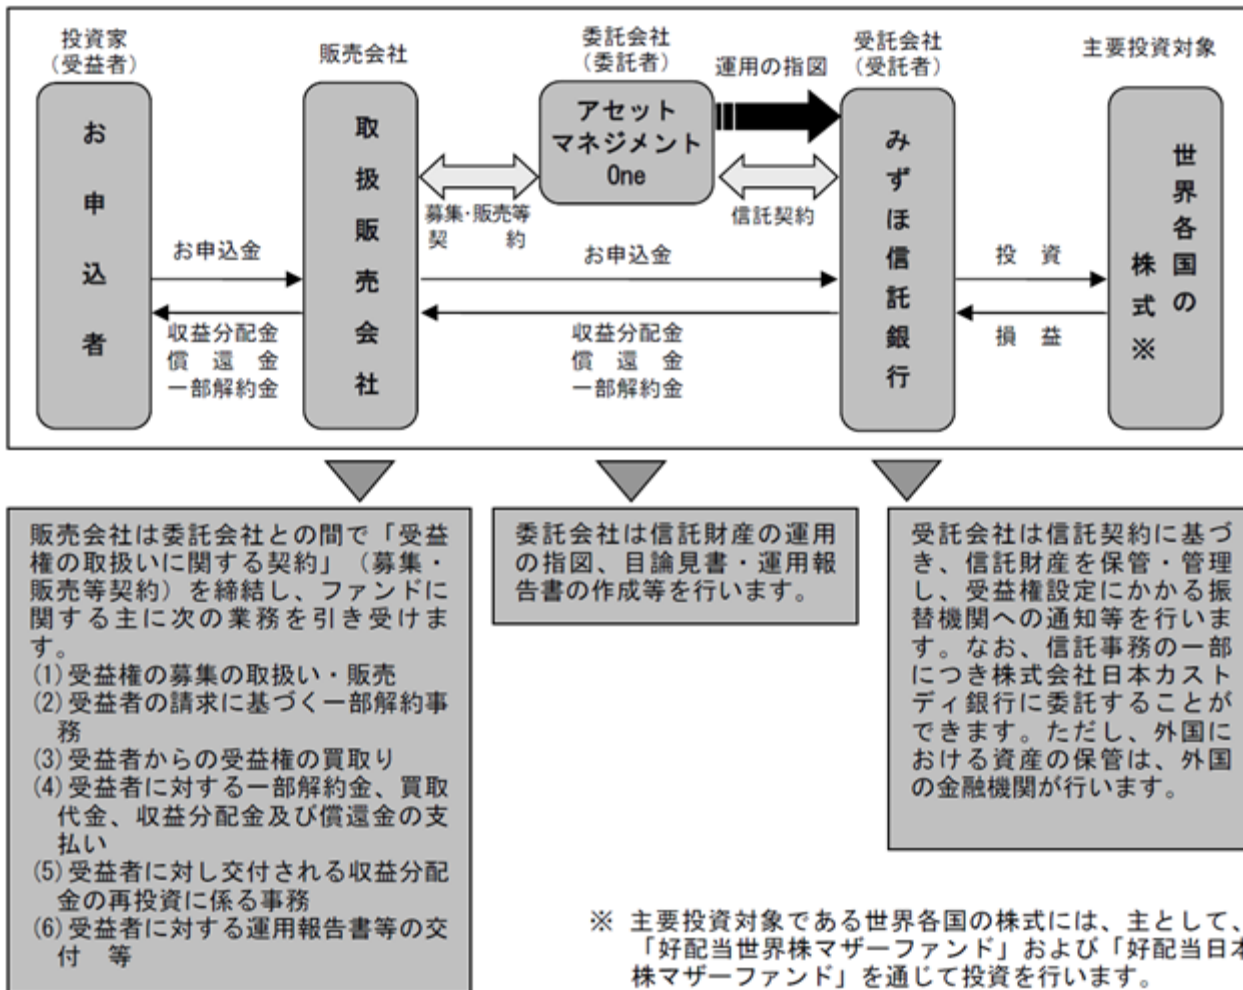 投資家
（受益者）
販売会社
委託会社
（委託者）
運用の指図
受託会社
（受託者）
主要投資対象
お申込者
取扱販売会社
アセット
マネジメント
One
みずほ信託銀行
世界各国の
株式※
募集・販売等
契　　約
信託契約
お申込金
お申込金
投　資
収益分配金
償　還　金
一部解約金
収益分配金
償　還　金
一部解約金
損　益
販売会社は委託会社との間で「受益
権の取扱いに関する契約」（募集・
販売等契約）を締結し、ファンドに
関する主に次の業務を引き受けま
す。
(1)受益権の募集の取扱い・販売
(2)受益者の請求に基づく一部解約事
務
(3)受益者からの受益権の買取り
(4)受益者に対する一部解約金、買取
代金、収益分配金及び償還金の支
払い
(5)受益者に対し交付される収益分配
金の再投資に係る事務
(6)受益者に対する運用報告書等の交
付　等
委託会社は信託財産の運用
の指図、目論見書・運用報
告書の作成等を行います。
受託会社は信託契約に基づ
き、信託財産を保管・管理
し、受益権設定にかかる振
替機関への通知等を行いま
す。なお、信託事務の一部
につき株式会社日本カスト
ディ銀行に委託することが
できます。ただし、外国に
おける資産の保管は、外国
の金融機関が行います。
※ 主要投資対象である世界各国の株式には、主として、
「好配当世界株マザーファンド」および「好配当日本
株マザーファンド」を通じて投資を行います。